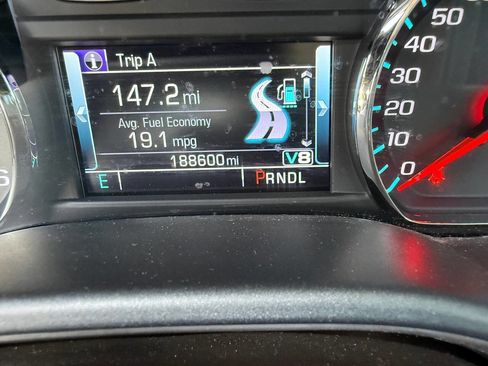 Trip A
147.2 mi
Avg. Fuel Economy
19.1 mpg
188600 mi V8
E PRNDL
50
40
30
20
10
0
6